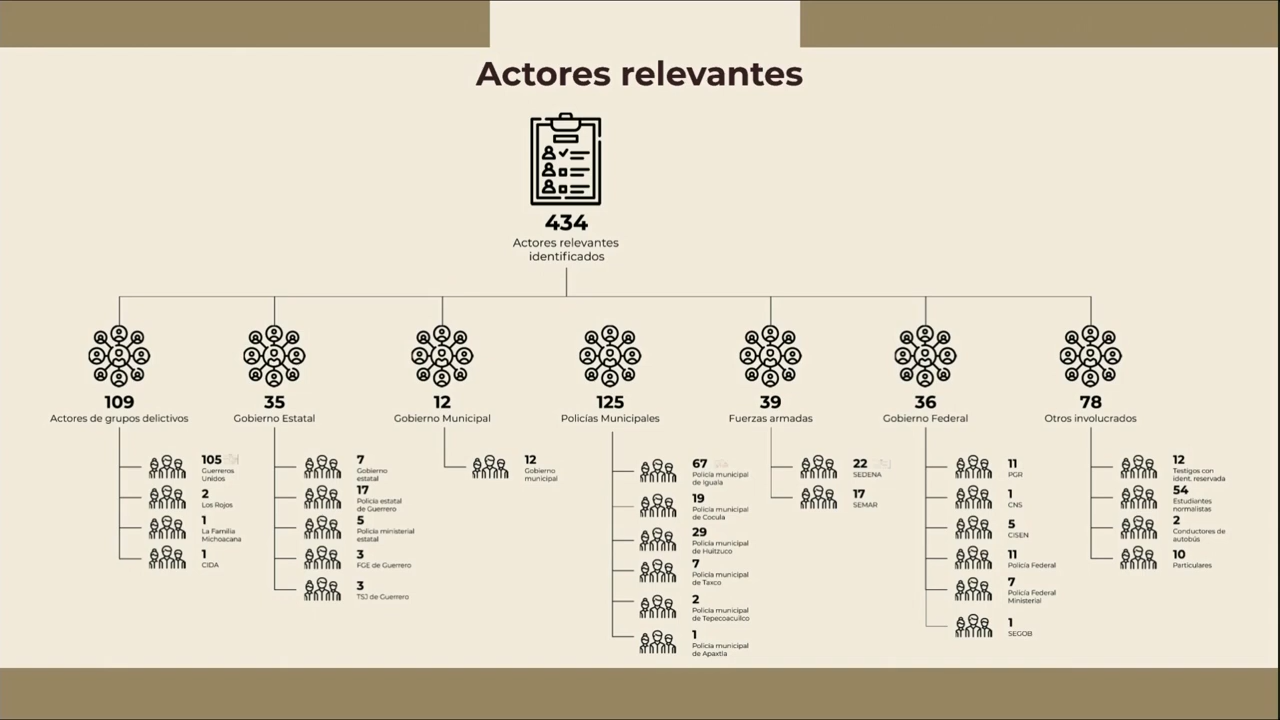 Actores relevantes
434
Actores relevantes
identificados
109
Actores de grupos delictivos
105
Guerreros
Unidos
2
Los Rojos
1
La Familia
Michoacana
1
CIDA
35
Gobierno Estatal
7
Gobierno
estatal
17
Policía estatal
de Guerrero
5
Policía ministerial
estatal
3
FGE de Guerrero
3
TSJ de Guerrero
12
Gobierno Municipal
12
Gobierno
municipal
125
Policías Municipales
67
Policía municipal
de Iguala
19
Policía municipal
de Cocula
29
Policía municipal
de Huitzuco
7
Policía municipal
de Taxco
2
Policía municipal
de Tepecoacuilco
1
Policía municipal
de Apaxtla
39
Fuerzas armadas
22
SEDENA
17
SEMAR
36
Gobierno Federal
11
PGR
1
CNS
5
CISEN
11
Policía Federal
7
Policía Federal
Ministerial
1
SEGOB
78
Otros involucrados
12
Testigos con
ident. reservada
54
Estudiantes
normalistas
2
Conductores de
autobús
10
Particulares